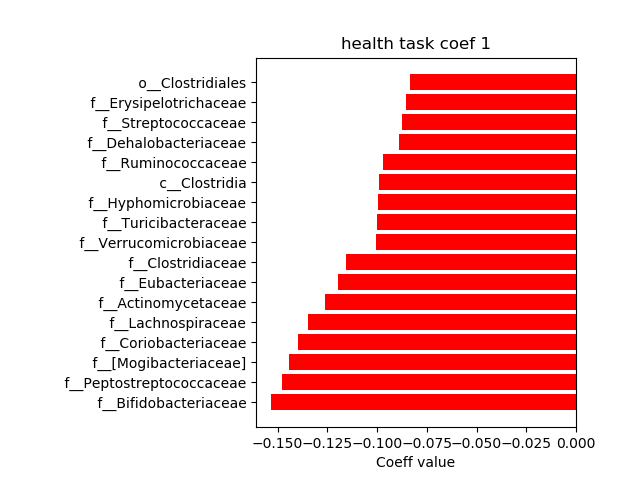 health task coef 1
o__Clostridiales
f__Erysipelotrichaceae
f__Streptococcaceae
f__Dehalobacteriaceae
f__Ruminococcaceae
c__Clostridia
f__Hyphomicrobiaceae
f__Turicibacteraceae
f__Verrucomicrobiaceae
f__Clostridiaceae
f__Eubacteriaceae
f__Actinomycetaceae
f__Lachnospiraceae
f__Coriobacteriaceae
f__[Mogibacteriaceae]
f__Peptostreptococcaceae
f__Bifidobacteriaceae
−0.150 −0.125 −0.100 −0.075 −0.050 −0.025 0.000
Coeff value